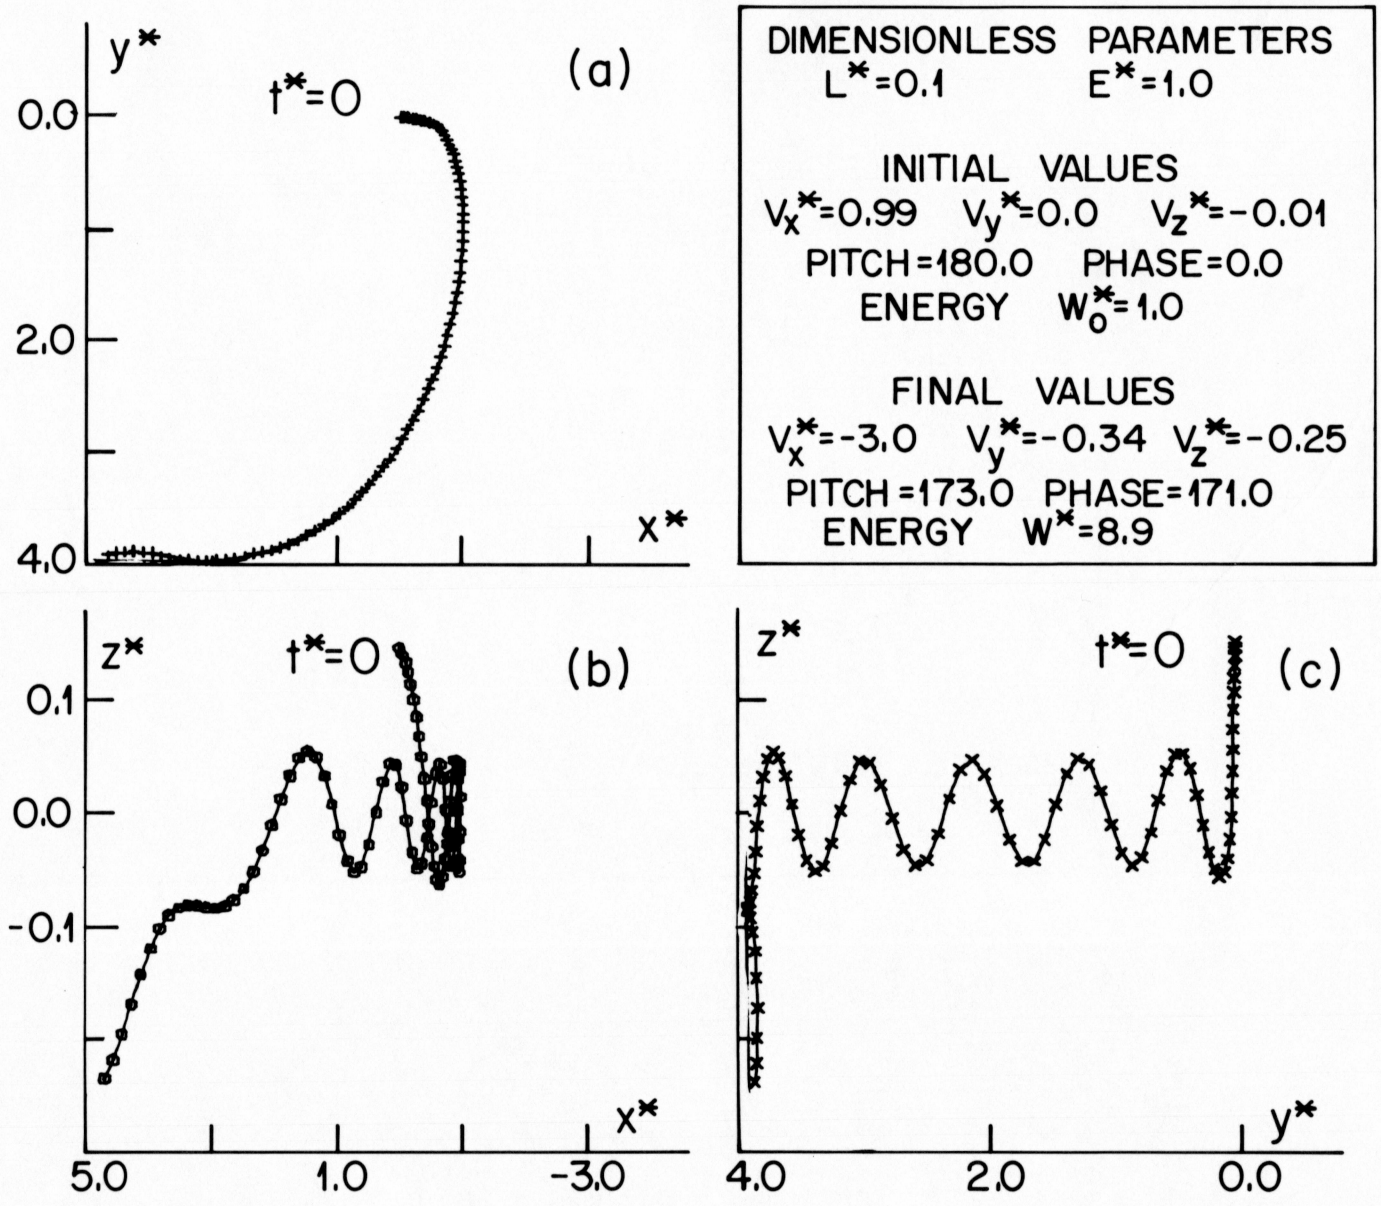 y*
t*=0
(a)
0.0
2.0
4.0
x*
DIMENSIONLESS PARAMETERS
L*=0.1 E*=1.0
INITIAL VALUES
Vx*=0.99 Vy*=0.0 Vz*=-0.01
PITCH=180.0 PHASE=0.0
ENERGY Wo*=1.0
FINAL VALUES
Vx*=-3.0 Vy*=-0.34 Vz*=-0.25
PITCH=173.0 PHASE=171.0
ENERGY W*=8.9
z*
t*=0
(b)
0.1
0.0
-0.1
x*
5.0 1.0 -3.0
z*
t*=0
(c)
y*
4.0 2.0 0.0